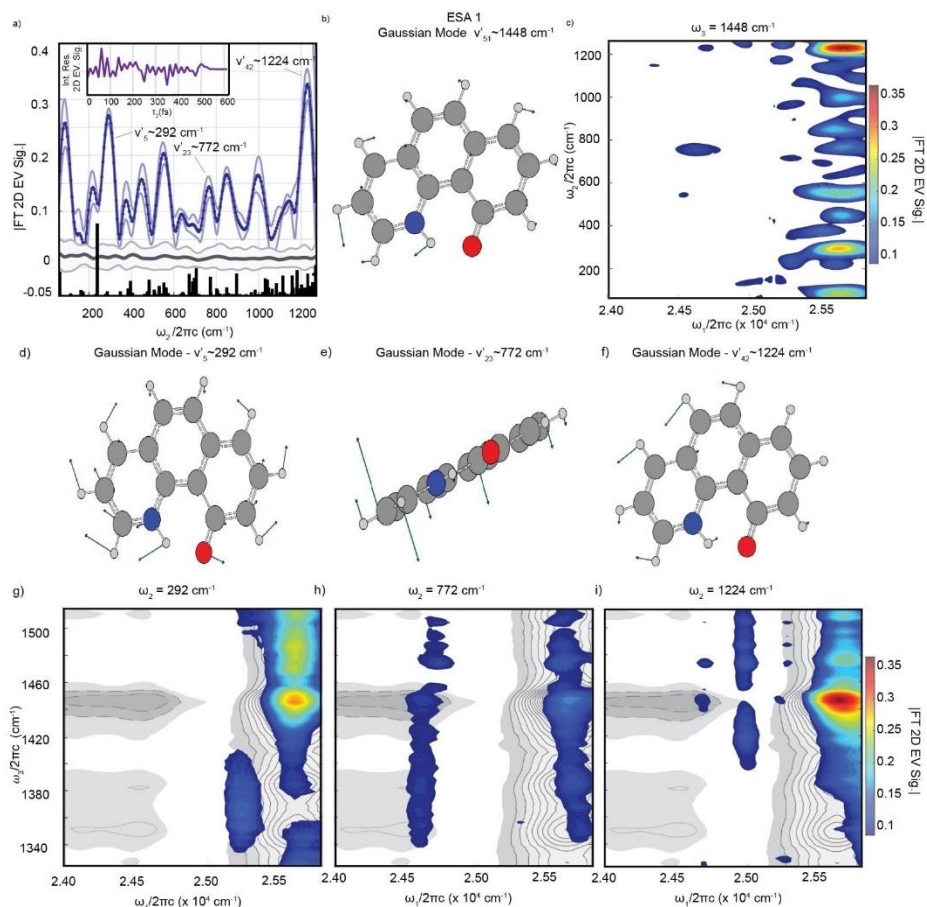 a)
|FT 2D EV Sig.|
0.4
0.3
0.2
0.1
0
-0.05
Int. Res.
2D EV Sig.
0 100 200 300 400 500 600
τ2(fs)
v'42~1224 cm-1
v'5~292 cm-1
v'23~772 cm-1
200 400 600 800 1000 1200
ω2/2πc (cm-1)
b)
ESA 1
Gaussian Mode v'51~1448 cm-1
c)
ω3 = 1448 cm-1
ω2/2πc (cm-1)
1200
1000
800
600
400
200
2.40 2.45 2.50 2.55
ω1/2πc (x 104 cm-1)
0.35
0.3
0.25
0.2
0.15
0.1
|FT 2D EV Sig.|
d)
Gaussian Mode - v'5~292 cm-1
e)
Gaussian Mode - v'23~772 cm-1
f)
Gaussian Mode - v'42~1224 cm-1
g)
ω2 = 292 cm-1
ω3/2πc (cm-1)
1500
1460
1420
1380
1340
2.40 2.45 2.50 2.55
ω1/2πc (x 104 cm-1)
h)
ω2 = 772 cm-1
2.40 2.45 2.50 2.55
ω1/2πc (x 104 cm-1)
i)
ω2 = 1224 cm-1
2.40 2.45 2.50 2.55
ω1/2πc (x 104 cm-1)
0.35
0.3
0.25
0.2
0.15
0.1
|FT 2D EV Sig.|